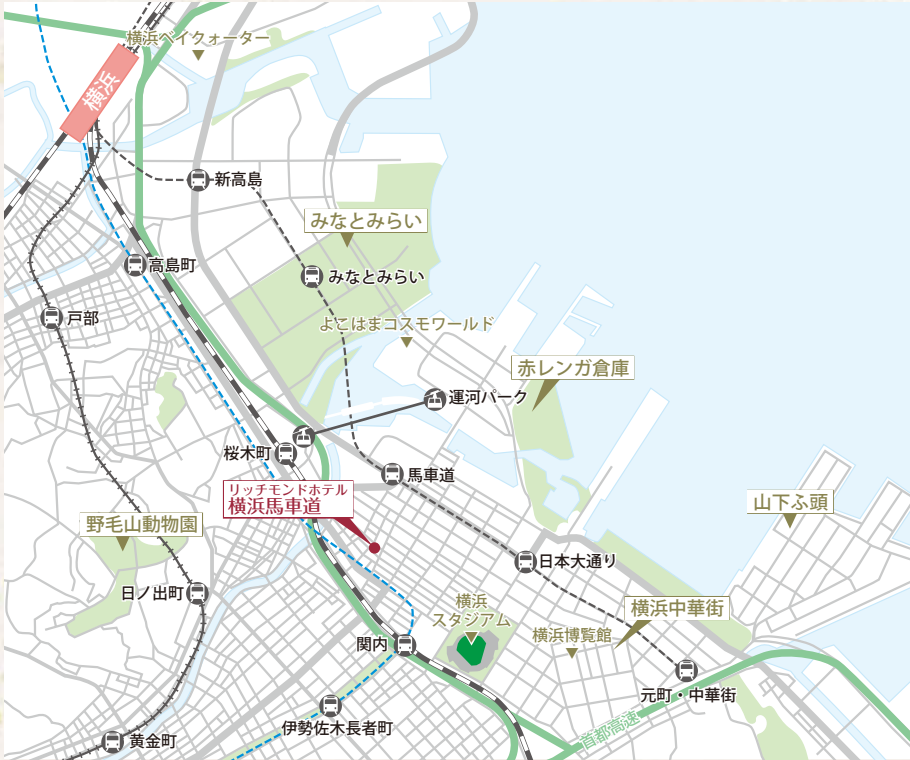 横浜ベイクォーター
横浜
新高島
みなとみらい
高島町
みなとみらい
戸部
よこはまコスモワールド
赤レンガ倉庫
運河パーク
桜木町
馬車道
リッチモンドホテル
横浜馬車道
山下ふ頭
野毛山動物園
日本大通り
日ノ出町
横浜
スタジアム
横浜中華街
横浜博覧館
関内
元町・中華街
伊勢佐木長者町
首都高速
黄金町